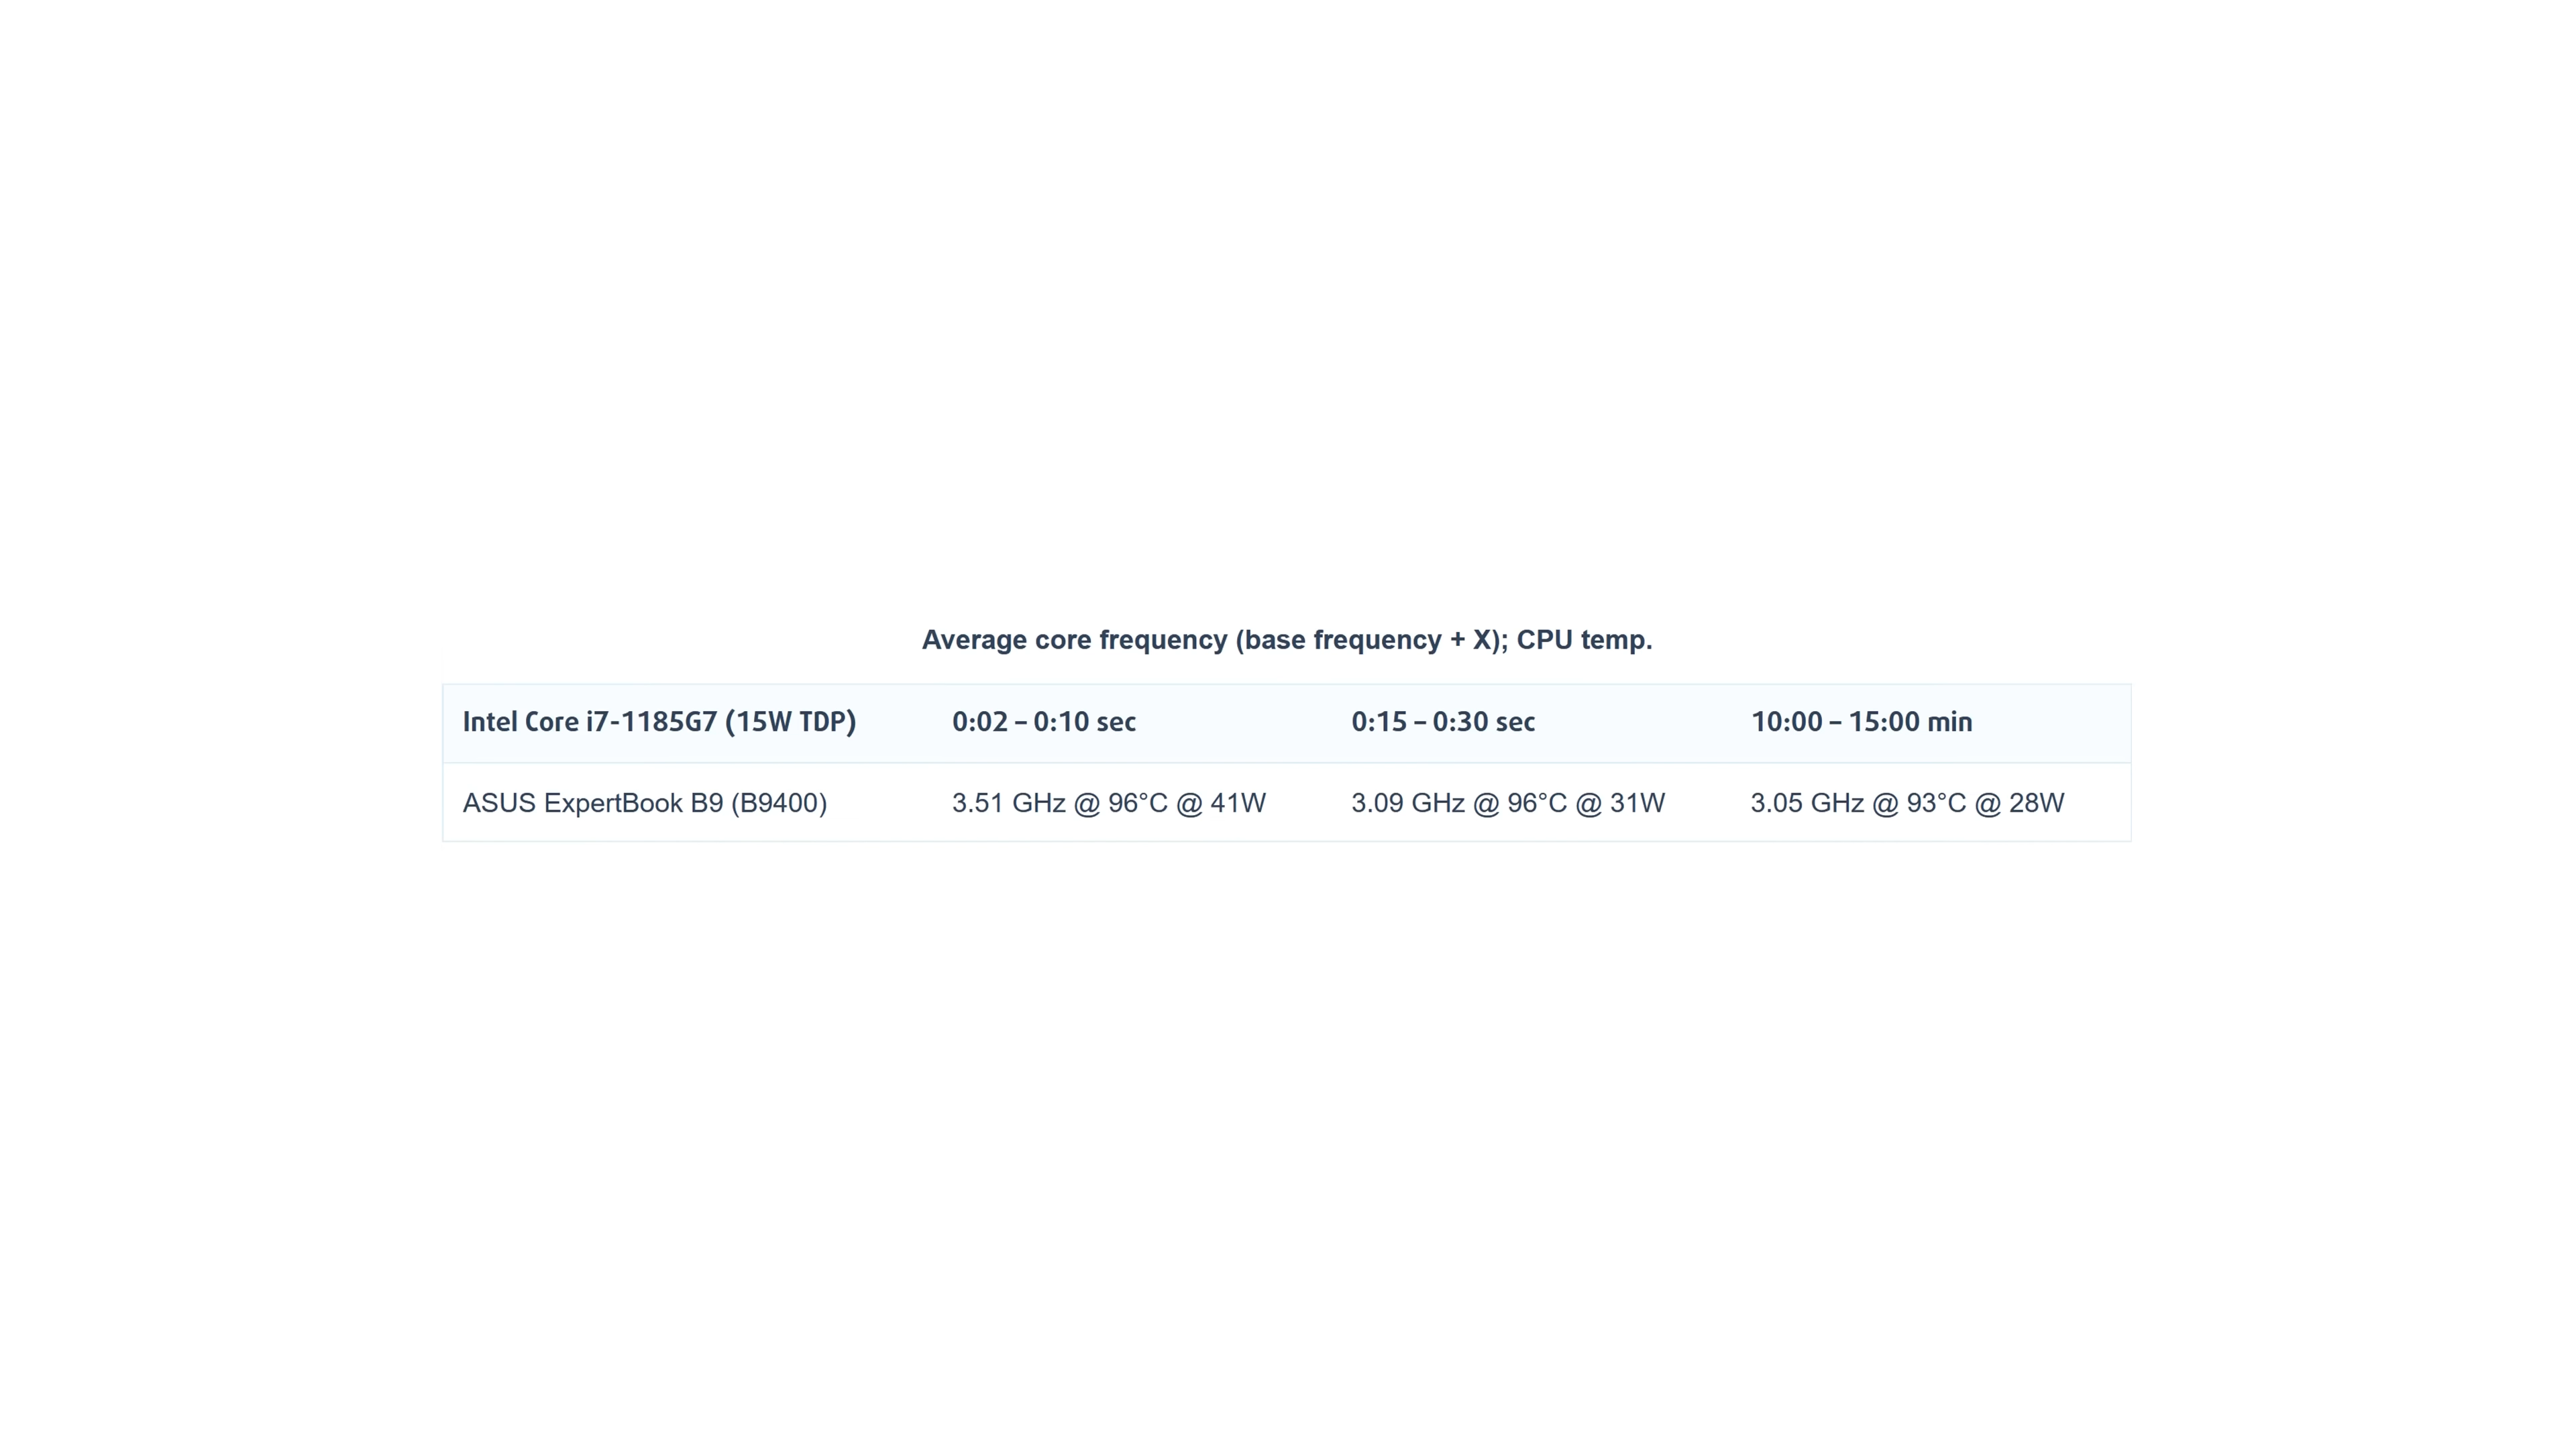 Average core frequency (base frequency + X); CPU temp.
Intel Core i7-1185G7 (15W TDP) 0:02 – 0:10 sec 0:15 – 0:30 sec 10:00 – 15:00 min
ASUS ExpertBook B9 (B9400) 3.51 GHz @ 96°C @ 41W 3.09 GHz @ 96°C @ 31W 3.05 GHz @ 93°C @ 28W